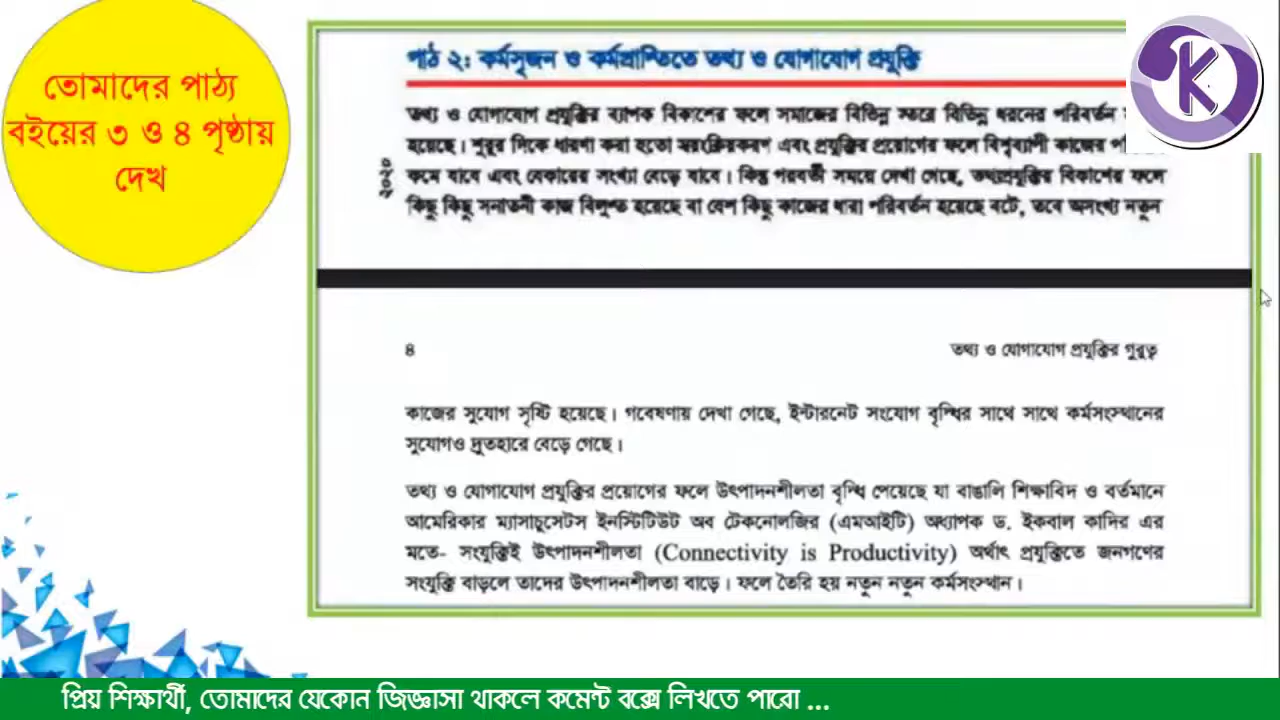 তোমাদের পাঠ্য
বইয়ের ৩ ও ৪ পৃষ্ঠায়
দেখ
K
পাঠ ২: কর্মসৃজন ও কর্মপ্রাপ্তিতে তথ্য ও যোগাযোগ প্রযুক্তি
তথ্য ও যোগাযোগ প্রযুক্তির ব্যাপক বিকাশের ফলে সমাজের বিভিন্ন স্তরে বিভিন্ন ধরনের পরিবর্তন
হয়েছে। শুরুর দিকে ধারণা করা হতো স্বয়ংক্রিয়করণ এবং প্রযুক্তির প্রয়োগের ফলে বিশ্বব্যাপী কাজের
কমে যাবে এবং বেকারের সংখ্যা বেড়ে যাবে। কিন্তু পরবর্তী সময়ে দেখা গেছে, তথ্যপ্রযুক্তির বিকাশের ফলে
কিছু কিছু সনাতনী কাজ বিলুপ্ত হয়েছে বা বেশ কিছু কাজের ধারা পরিবর্তন হয়েছে বটে, তবে অসংখ্য নতুন
৪ তথ্য ও যোগাযোগ প্রযুক্তির গুরুত্ব
কাজের সুযোগ সৃষ্টি হয়েছে। গবেষণায় দেখা গেছে, ইন্টারনেট সংযোগ বৃদ্ধির সাথে সাথে কর্মসংস্থানের
সুযোগও দ্রুতহারে বেড়ে গেছে।
তথ্য ও যোগাযোগ প্রযুক্তির প্রয়োগের ফলে উৎপাদনশীলতা বৃদ্ধি পেয়েছে যা বাঙালি শিক্ষাবিদ ও বর্তমানে
আমেরিকার ম্যাসাচুসেটস ইনস্টিটিউট অব টেকনোলজির (এমআইটি) অধ্যাপক ড. ইকবাল কাদির এর
মতে- সংযুক্তিই উৎপাদনশীলতা (Connectivity is Productivity) অর্থাৎ প্রযুক্তিতে জনগণের
সংযুক্তি বাড়লে তাদের উৎপাদনশীলতা বাড়ে। ফলে তৈরি হয় নতুন নতুন কর্মসংস্থান।
প্রিয় শিক্ষার্থী, তোমাদের যেকোন জিজ্ঞাসা থাকলে কমেন্ট বক্সে লিখতে পারো ...